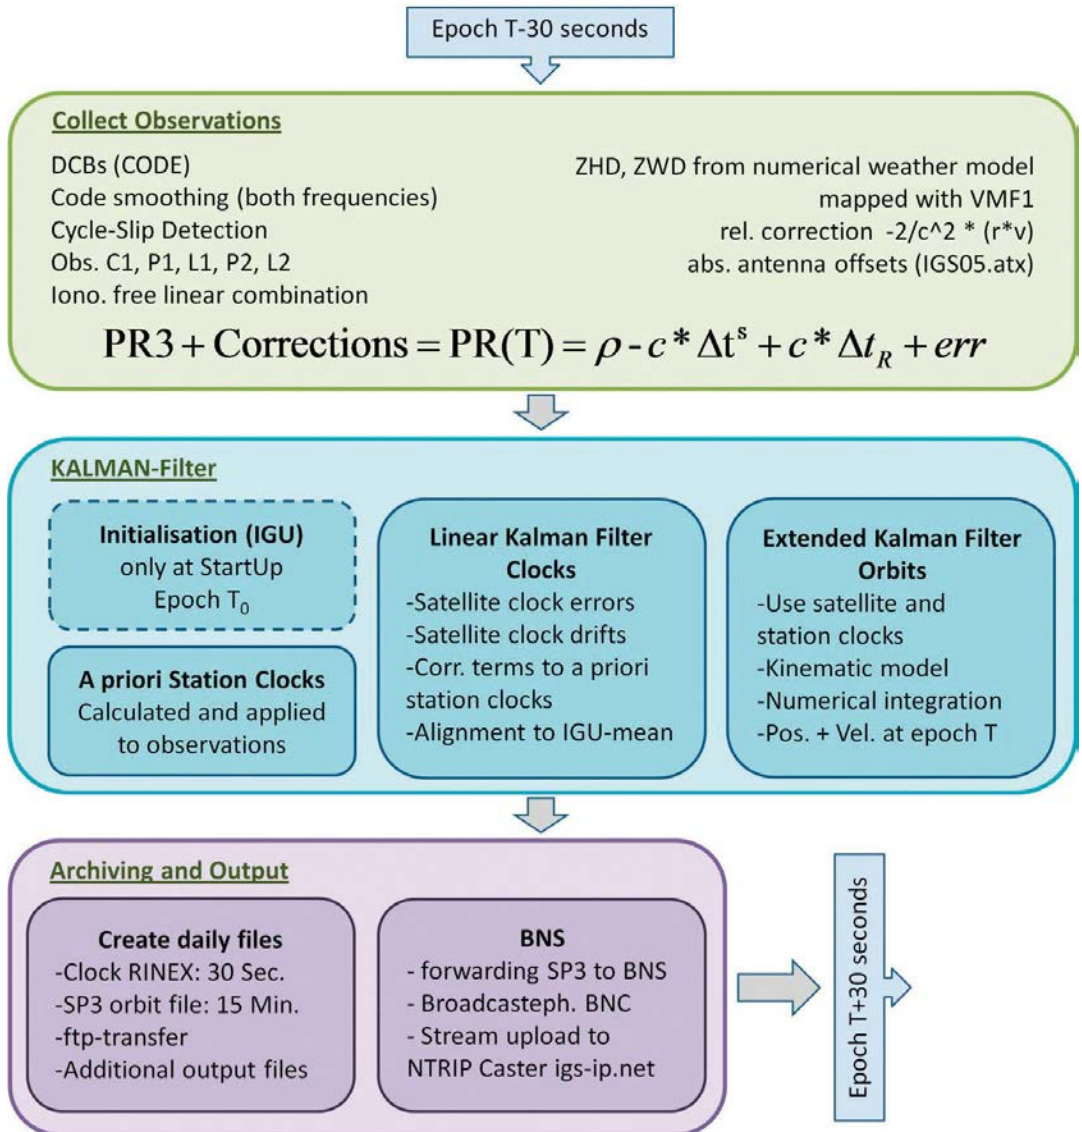 Epoch T-30 seconds
Collect Observations
DCBs (CODE)
Code smoothing (both frequencies)
Cycle-Slip Detection
Obs. C1, P1, L1, P2, L2
Iono. free linear combination
ZHD, ZWD from numerical weather model
mapped with VMF1
rel. correction -2/c^2 * (r*v)
abs. antenna offsets (IGS05.atx)
PR3 + Corrections = PR(T) = ρ - c * Δtˢ + c * Δt_R + err
KALMAN-Filter
Initialisation (IGU)
only at StartUp
Epoch T₀
A priori Station Clocks
Calculated and applied
to observations
Linear Kalman Filter
Clocks
-Satellite clock errors
-Satellite clock drifts
-Corr. terms to a priori
station clocks
-Alignment to IGU-mean
Extended Kalman Filter
Orbits
-Use satellite and
station clocks
-Kinematic model
-Numerical integration
-Pos. + Vel. at epoch T
Archiving and Output
Create daily files
-Clock RINEX: 30 Sec.
-SP3 orbit file: 15 Min.
-ftp-transfer
-Additional output files
BNS
- forwarding SP3 to BNS
- Broadcasteph. BNC
- Stream upload to
NTRIP Caster igs-ip.net
Epoch T+30 seconds